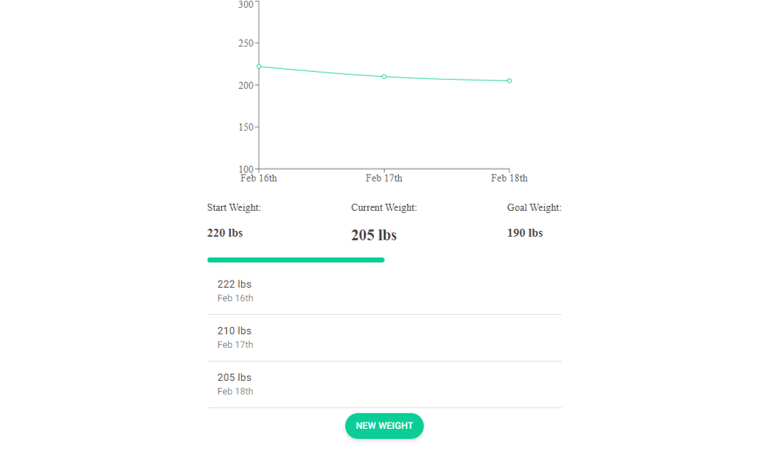 300
250
200
150
100
Feb 16th Feb 17th Feb 18th
Start Weight: Current Weight: Goal Weight:
220 lbs 205 lbs 190 lbs
222 lbs
Feb 16th
210 lbs
Feb 17th
205 lbs
Feb 18th
NEW WEIGHT